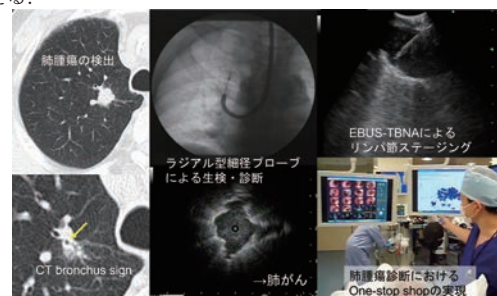 とる.
肺腫瘍の検出
EBUS-TBNAによる
リンパ節ステージング
ラジアル型細径プローブ
による生検・診断
CT bronchus sign
→肺がん
肺腫瘍診断における
One-stop shopの実現